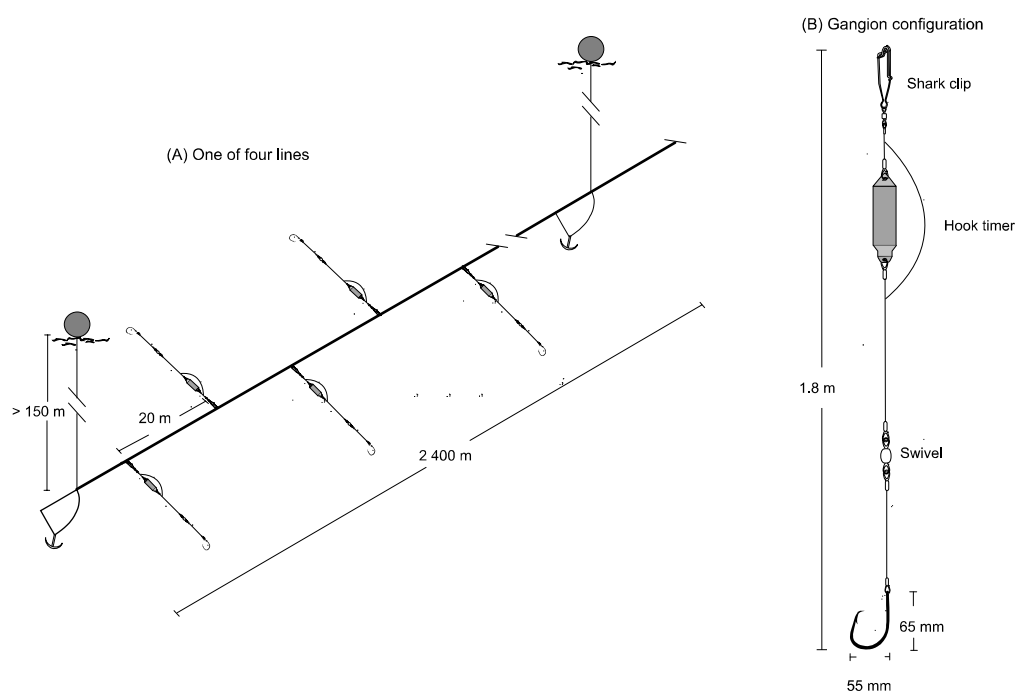 (A) One of four lines
> 150 m
20 m
2 400 m
(B) Gangion configuration
Shark clip
Hook timer
1.8 m
Swivel
65 mm
55 mm